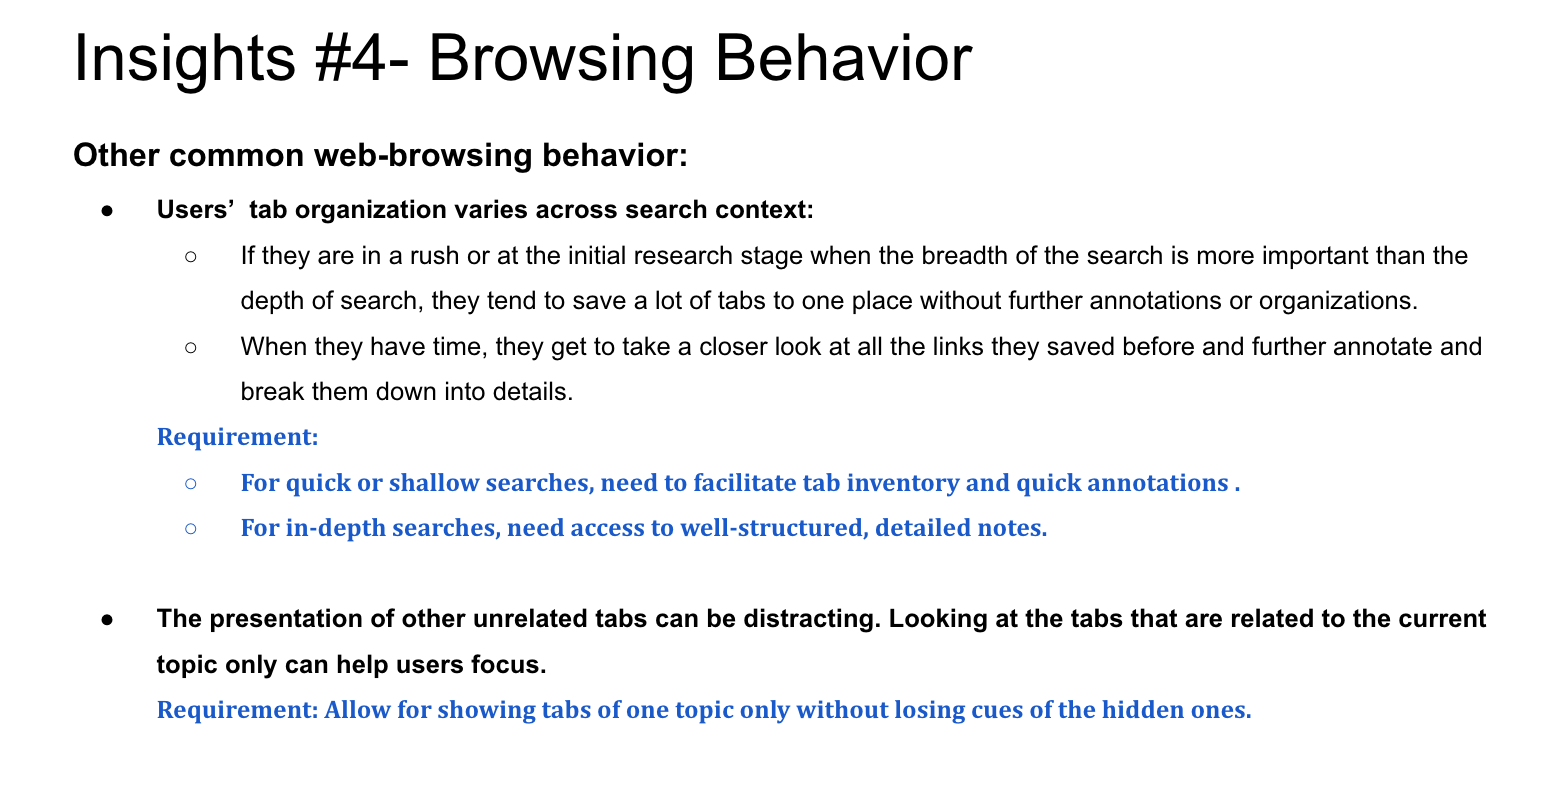 Insights #4- Browsing Behavior
Other common web-browsing behavior:
● Users’  tab organization varies across search context:
○ If they are in a rush or at the initial research stage when the breadth of the search is more important than the
depth of search, they tend to save a lot of tabs to one place without further annotations or organizations.
○ When they have time, they get to take a closer look at all the links they saved before and further annotate and
break them down into details.
Requirement:
○ For quick or shallow searches, need to facilitate tab inventory and quick annotations .
○ For in-depth searches, need access to well-structured, detailed notes.
● The presentation of other unrelated tabs can be distracting. Looking at the tabs that are related to the current
topic only can help users focus.
Requirement: Allow for showing tabs of one topic only without losing cues of the hidden ones.